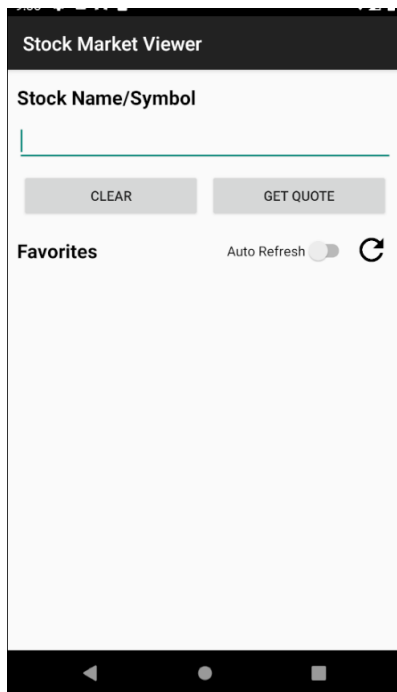 Stock Market Viewer
Stock Name/Symbol
CLEAR GET QUOTE
Favorites Auto Refresh